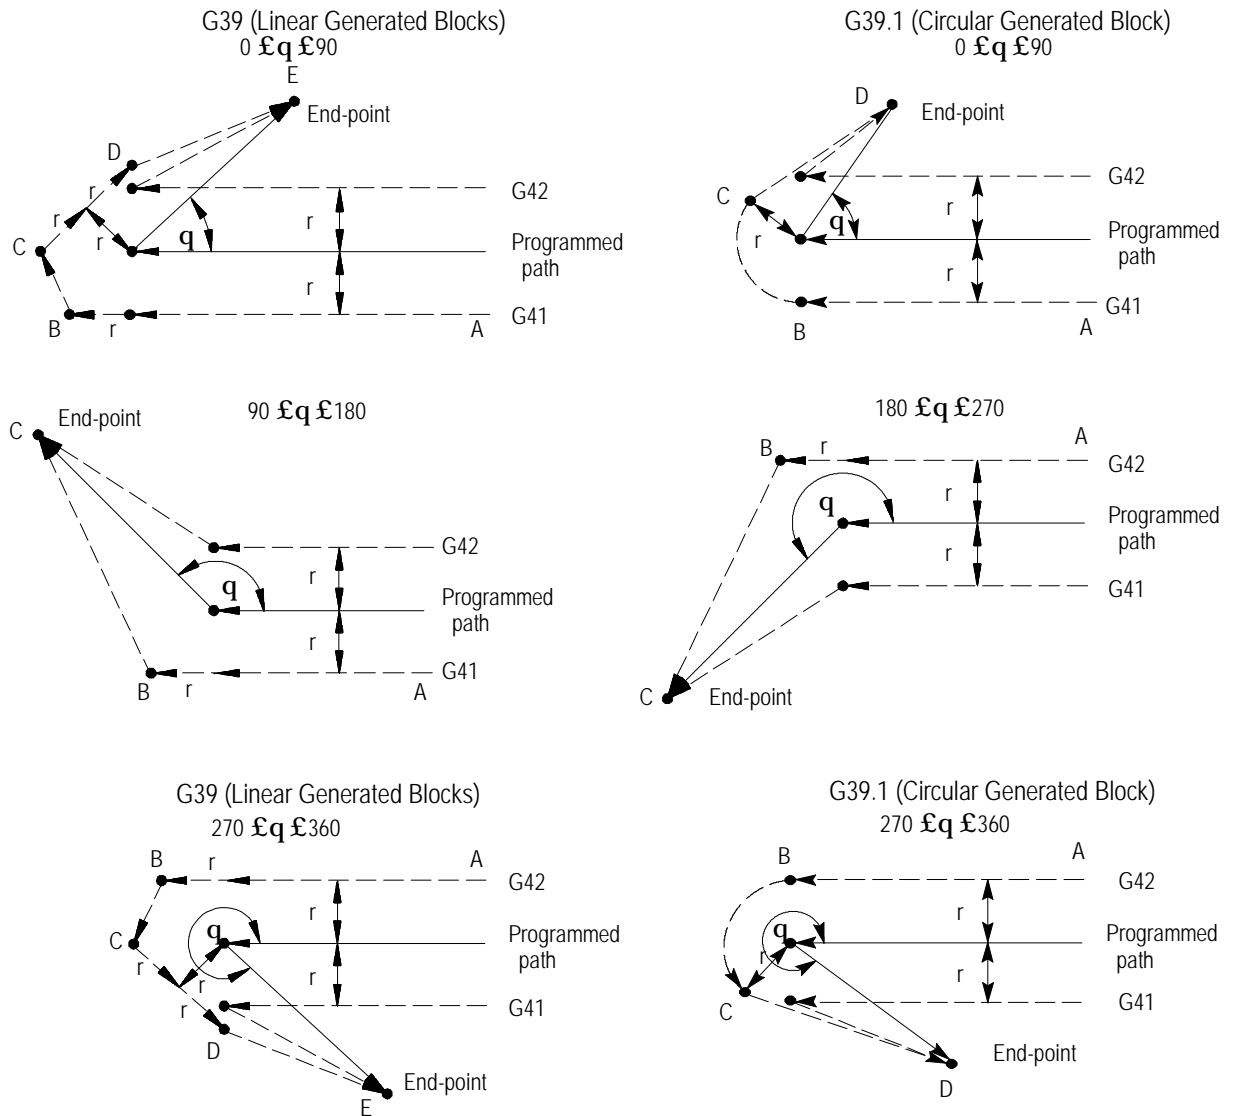 G39 (Linear Generated Blocks)
0 £q £90
E
End-point
D
r
G42
r
r
q
r
C
Programmed
path
r
B
r
A
G41
G39.1 (Circular Generated Block)
0 £q £90
D
End-point
G42
C
r
q
r
Programmed
path
r
G41
B
A
90 £q £180
C
End-point
G42
r
q
Programmed
path
r
G41
B
r
A
180 £q £270
A
B
r
G42
r
q
Programmed
path
r
G41
C
End-point
G39 (Linear Generated Blocks)
270 £q £360
B
r
A
G42
r
C
q
Programmed
path
r
r
r
r
G41
D
End-point
E
G39.1 (Circular Generated Block)
270 £q £360
B
A
G42
r
q
Programmed
path
r
r
G41
C
End-point
D